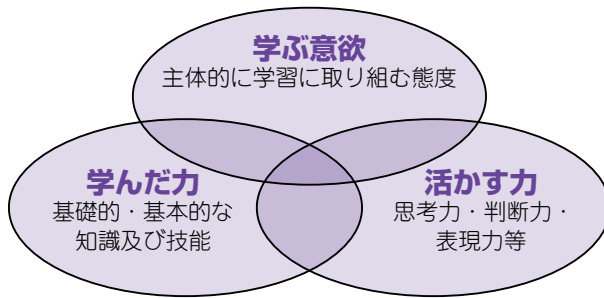 学ぶ意欲
主体的に学習に取り組む態度
学んだ力
基礎的・基本的な
知識及び技能
活かす力
思考力・判断力・
表現力等